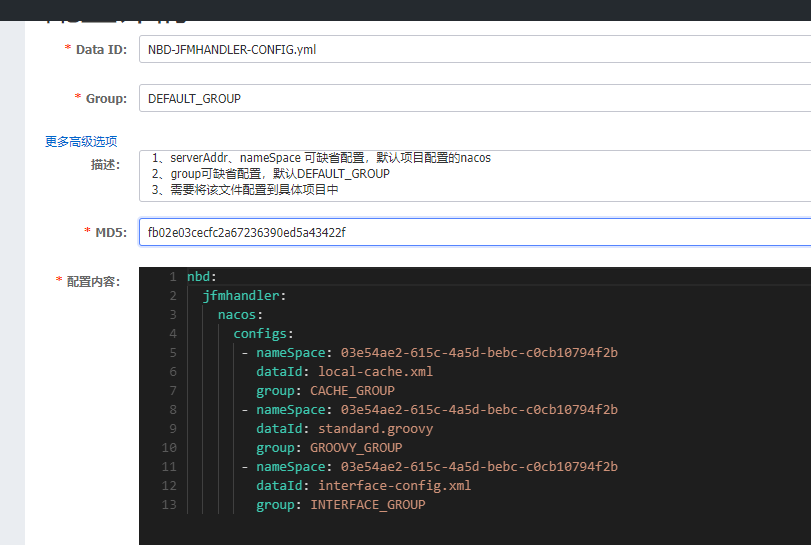 * Data ID: NBD-JFMHANDLER-CONFIG.yml
* Group: DEFAULT_GROUP
更多高级选项
描述: 1、serverAddr、nameSpace 可缺省配置，默认项目配置的nacos
2、group可缺省配置，默认DEFAULT_GROUP
3、需要将该文件配置到具体项目中
* MD5: fb02e03cecfc2a67236390ed5a43422f
* 配置内容:
1 nbd:
2 jfmhandler:
3 nacos:
4 configs:
5 - nameSpace: 03e54ae2-615c-4a5d-bebc-c0cb10794f2b
6 dataId: local-cache.xml
7 group: CACHE_GROUP
8 - nameSpace: 03e54ae2-615c-4a5d-bebc-c0cb10794f2b
9 dataId: standard.groovy
10 group: GROOVY_GROUP
11 - nameSpace: 03e54ae2-615c-4a5d-bebc-c0cb10794f2b
12 dataId: interface-config.xml
13 group: INTERFACE_GROUP